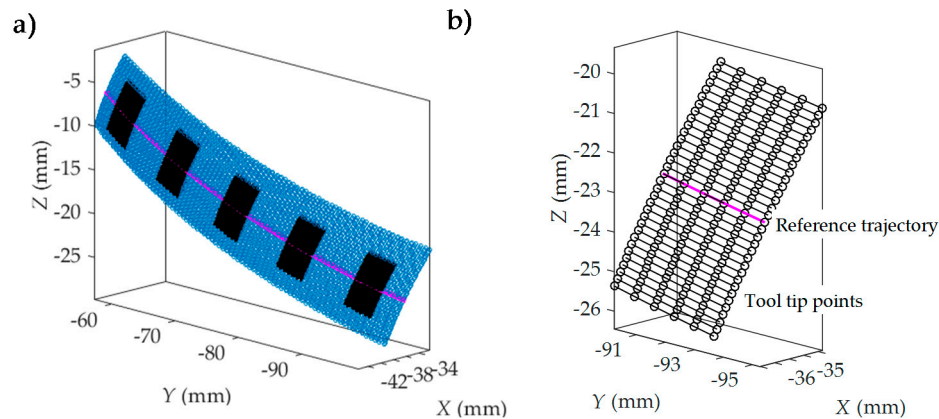 a)
-5
-10
-15
-20
-25
Z (mm)
-60
-70
-80
-90
Y (mm)
-42 -38 -34
X (mm)
b)
-20
-21
-22
-23
-24
-25
-26
Z (mm)
Reference trajectory
Tool tip points
-91
-93
-95
Y (mm)
-36 -35
X (mm)